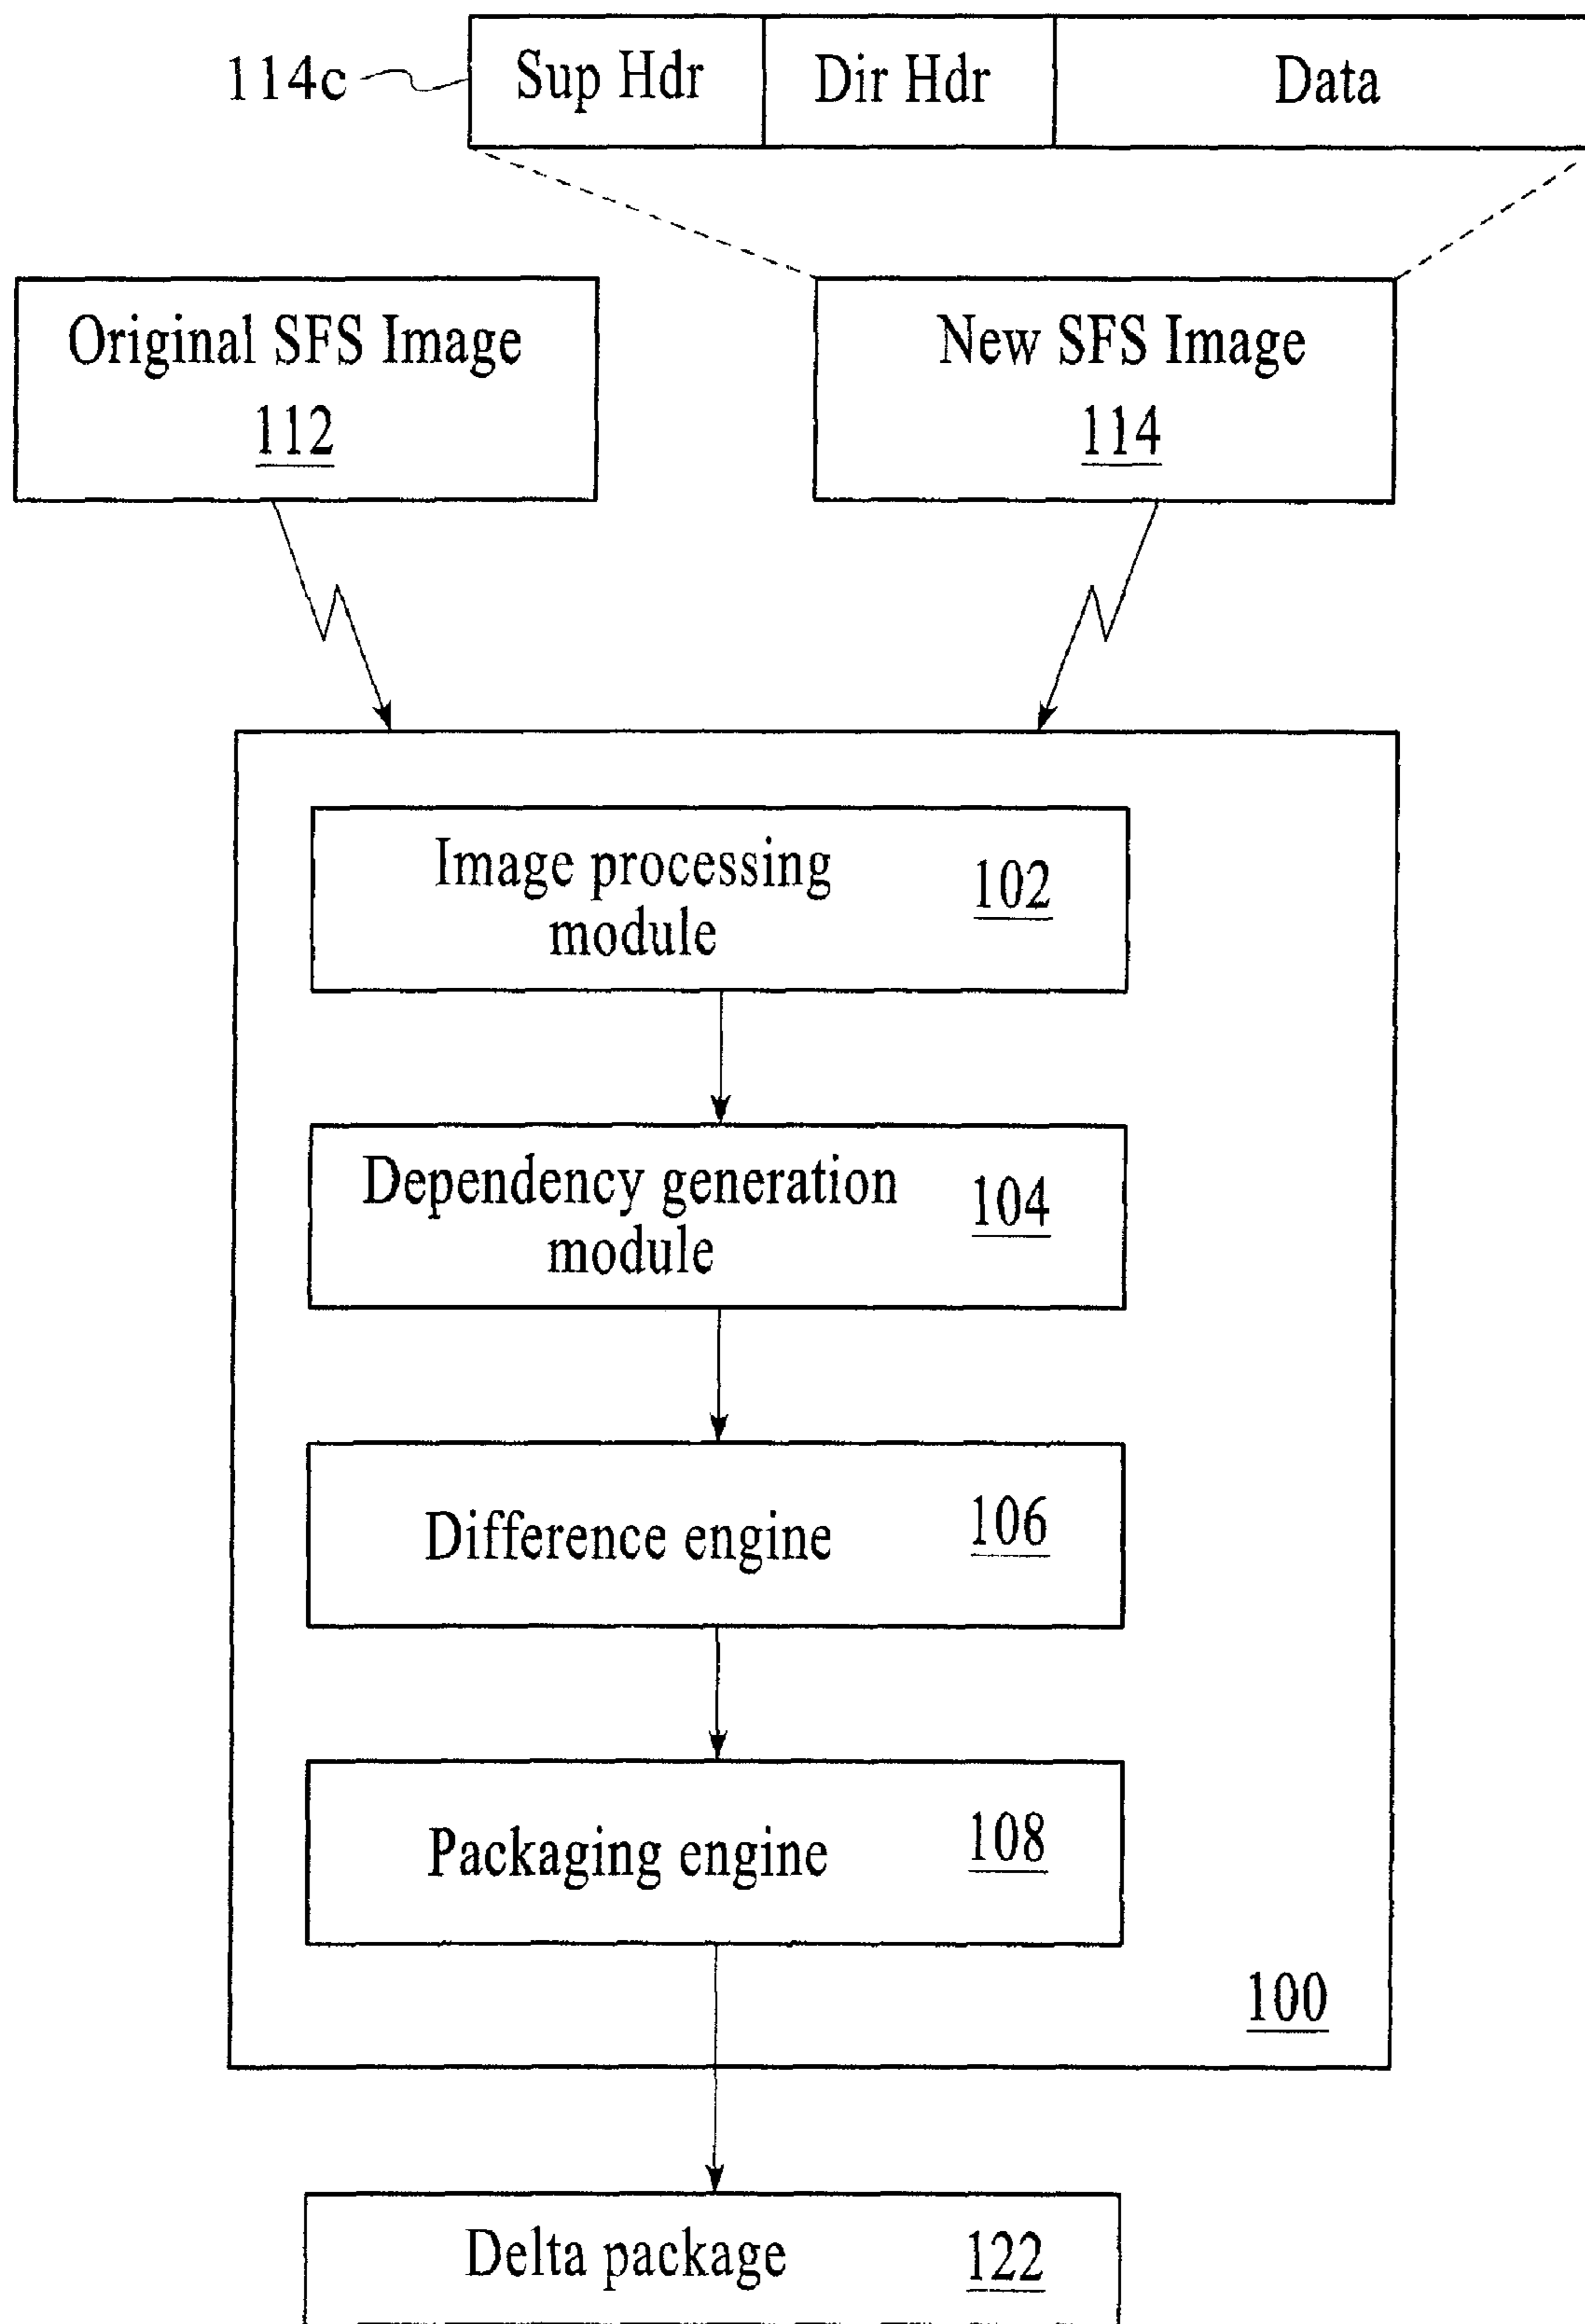 114c Sup Hdr Dir Hdr Data
Original SFS Image
112
New SFS Image
114
Image processing
module
102
Dependency generation
module
104
Difference engine 106
Packaging engine 108
100
Delta package 122